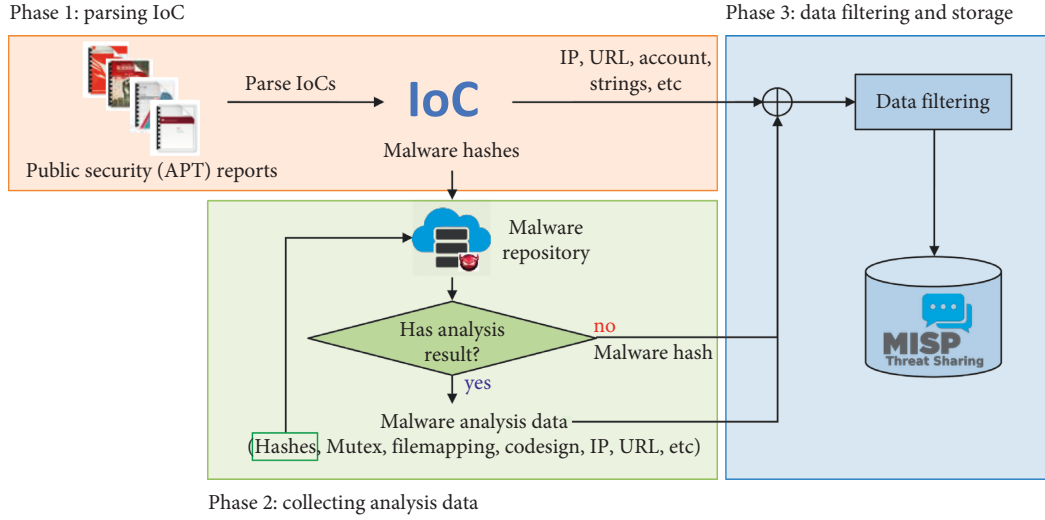 Phase 1: parsing IoC
Phase 3: data filtering and storage
Parse IoCs
IoC
IP, URL, account,
strings, etc
Data filtering
Public security (APT) reports
Malware hashes
Malware
repository
Has analysis
result?
no
Malware hash
yes
MISP
Threat Sharing
Malware analysis data
(Hashes, Mutex, filemapping, codesign, IP, URL, etc)
Phase 2: collecting analysis data